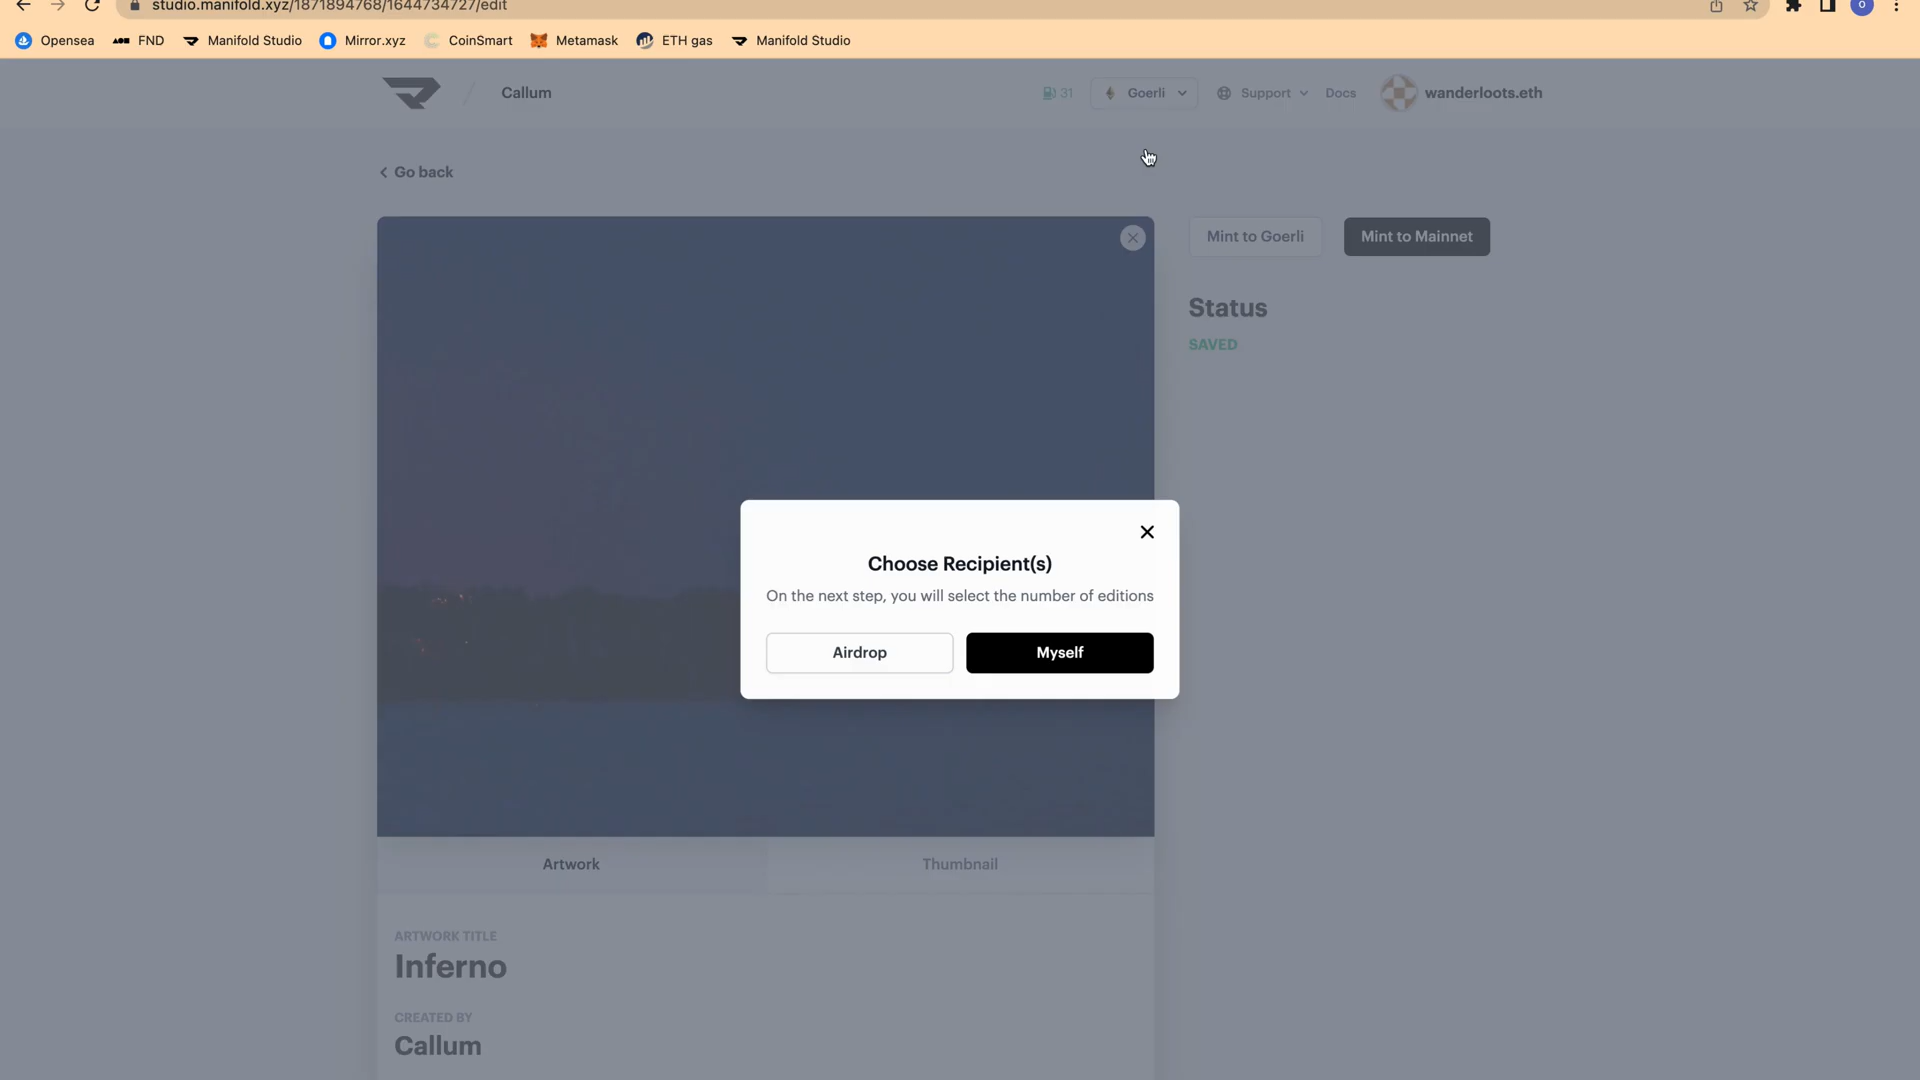 studio.manifold.xyz/1871894768/1644734727/edit
O
Opensea FND Manifold Studio Mirror.xyz CoinSmart Metamask ETH gas Manifold Studio
Callum
31 Goerli Support Docs wanderloots.eth
Go back
Mint to Goerli Mint to Mainnet
Status
SAVED
Choose Recipient(s)
On the next step, you will select the number of editions
Airdrop Myself
Artwork Thumbnail
ARTWORK TITLE
Inferno
CREATED BY
Callum